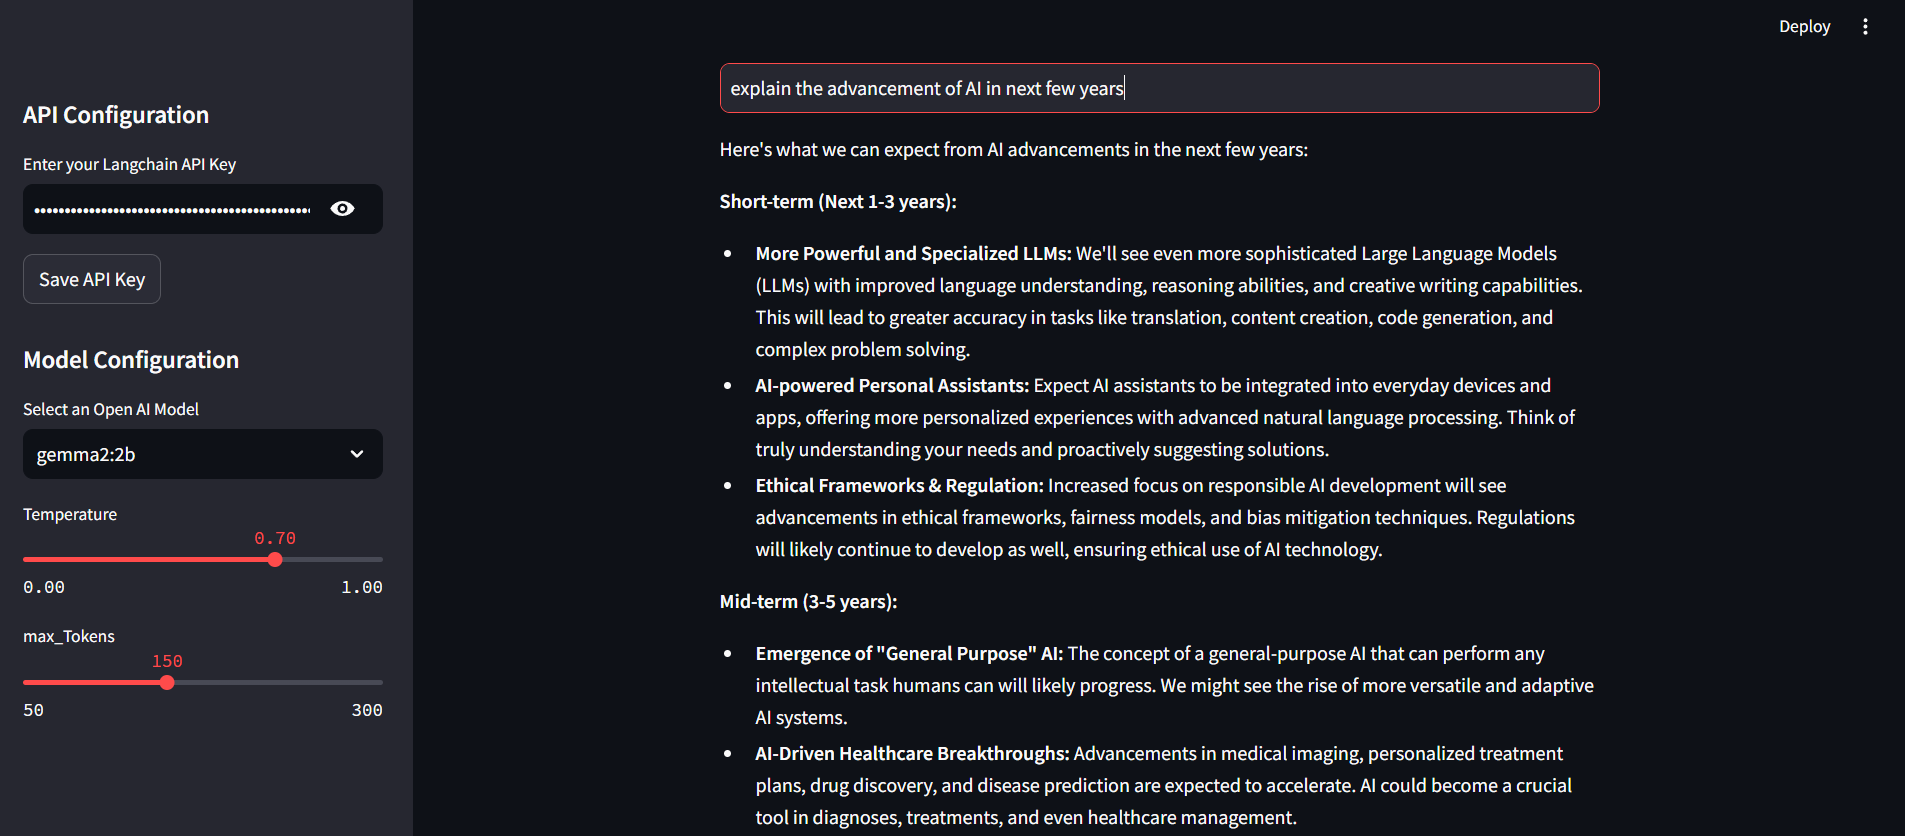 Deploy
API Configuration
Enter your Langchain API Key
Save API Key
Model Configuration
Select an Open AI Model
gemma2:2b
Temperature
0.70
0.00 1.00
max_Tokens
150
50 300
explain the advancement of AI in next few years
Here's what we can expect from AI advancements in the next few years:
Short-term (Next 1-3 years):
More Powerful and Specialized LLMs: We'll see even more sophisticated Large Language Models
(LLMs) with improved language understanding, reasoning abilities, and creative writing capabilities.
This will lead to greater accuracy in tasks like translation, content creation, code generation, and
complex problem solving.
AI-powered Personal Assistants: Expect AI assistants to be integrated into everyday devices and
apps, offering more personalized experiences with advanced natural language processing. Think of
truly understanding your needs and proactively suggesting solutions.
Ethical Frameworks & Regulation: Increased focus on responsible AI development will see
advancements in ethical frameworks, fairness models, and bias mitigation techniques. Regulations
will likely continue to develop as well, ensuring ethical use of AI technology.
Mid-term (3-5 years):
Emergence of "General Purpose" AI: The concept of a general-purpose AI that can perform any
intellectual task humans can will likely progress. We might see the rise of more versatile and adaptive
AI systems.
AI-Driven Healthcare Breakthroughs: Advancements in medical imaging, personalized treatment
plans, drug discovery, and disease prediction are expected to accelerate. AI could become a crucial
tool in diagnoses, treatments, and even healthcare management.